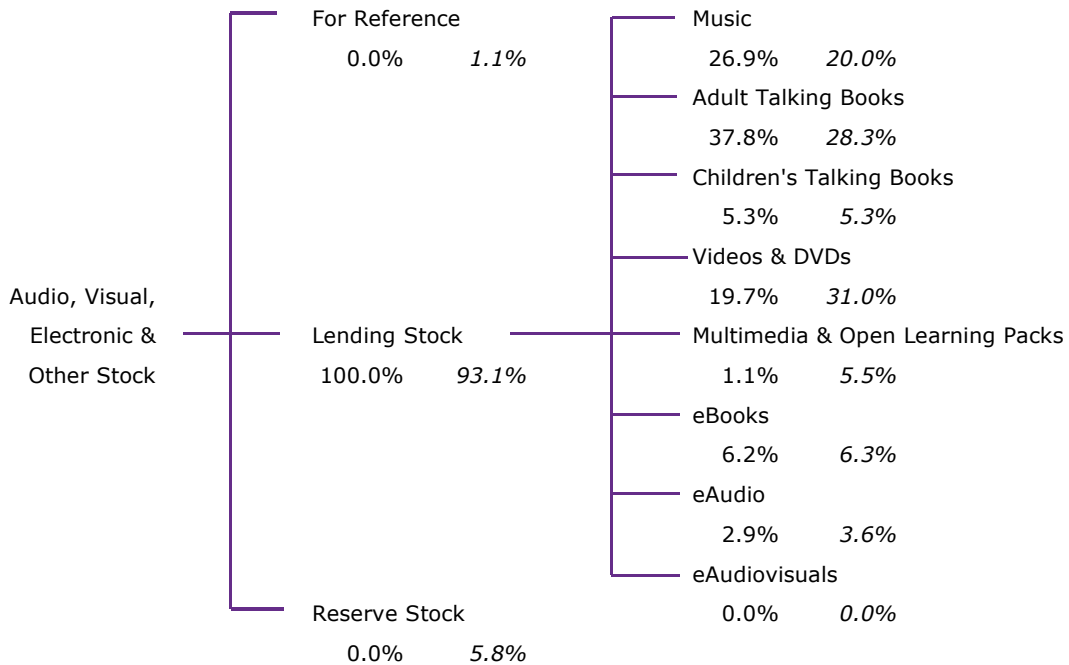 Audio, Visual,
Electronic &
Other Stock
For Reference
0.0% 1.1%
Lending Stock
100.0% 93.1%
Reserve Stock
0.0% 5.8%
Music
26.9% 20.0%
Adult Talking Books
37.8% 28.3%
Children's Talking Books
5.3% 5.3%
Videos & DVDs
19.7% 31.0%
Multimedia & Open Learning Packs
1.1% 5.5%
eBooks
6.2% 6.3%
eAudio
2.9% 3.6%
eAudiovisuals
0.0% 0.0%